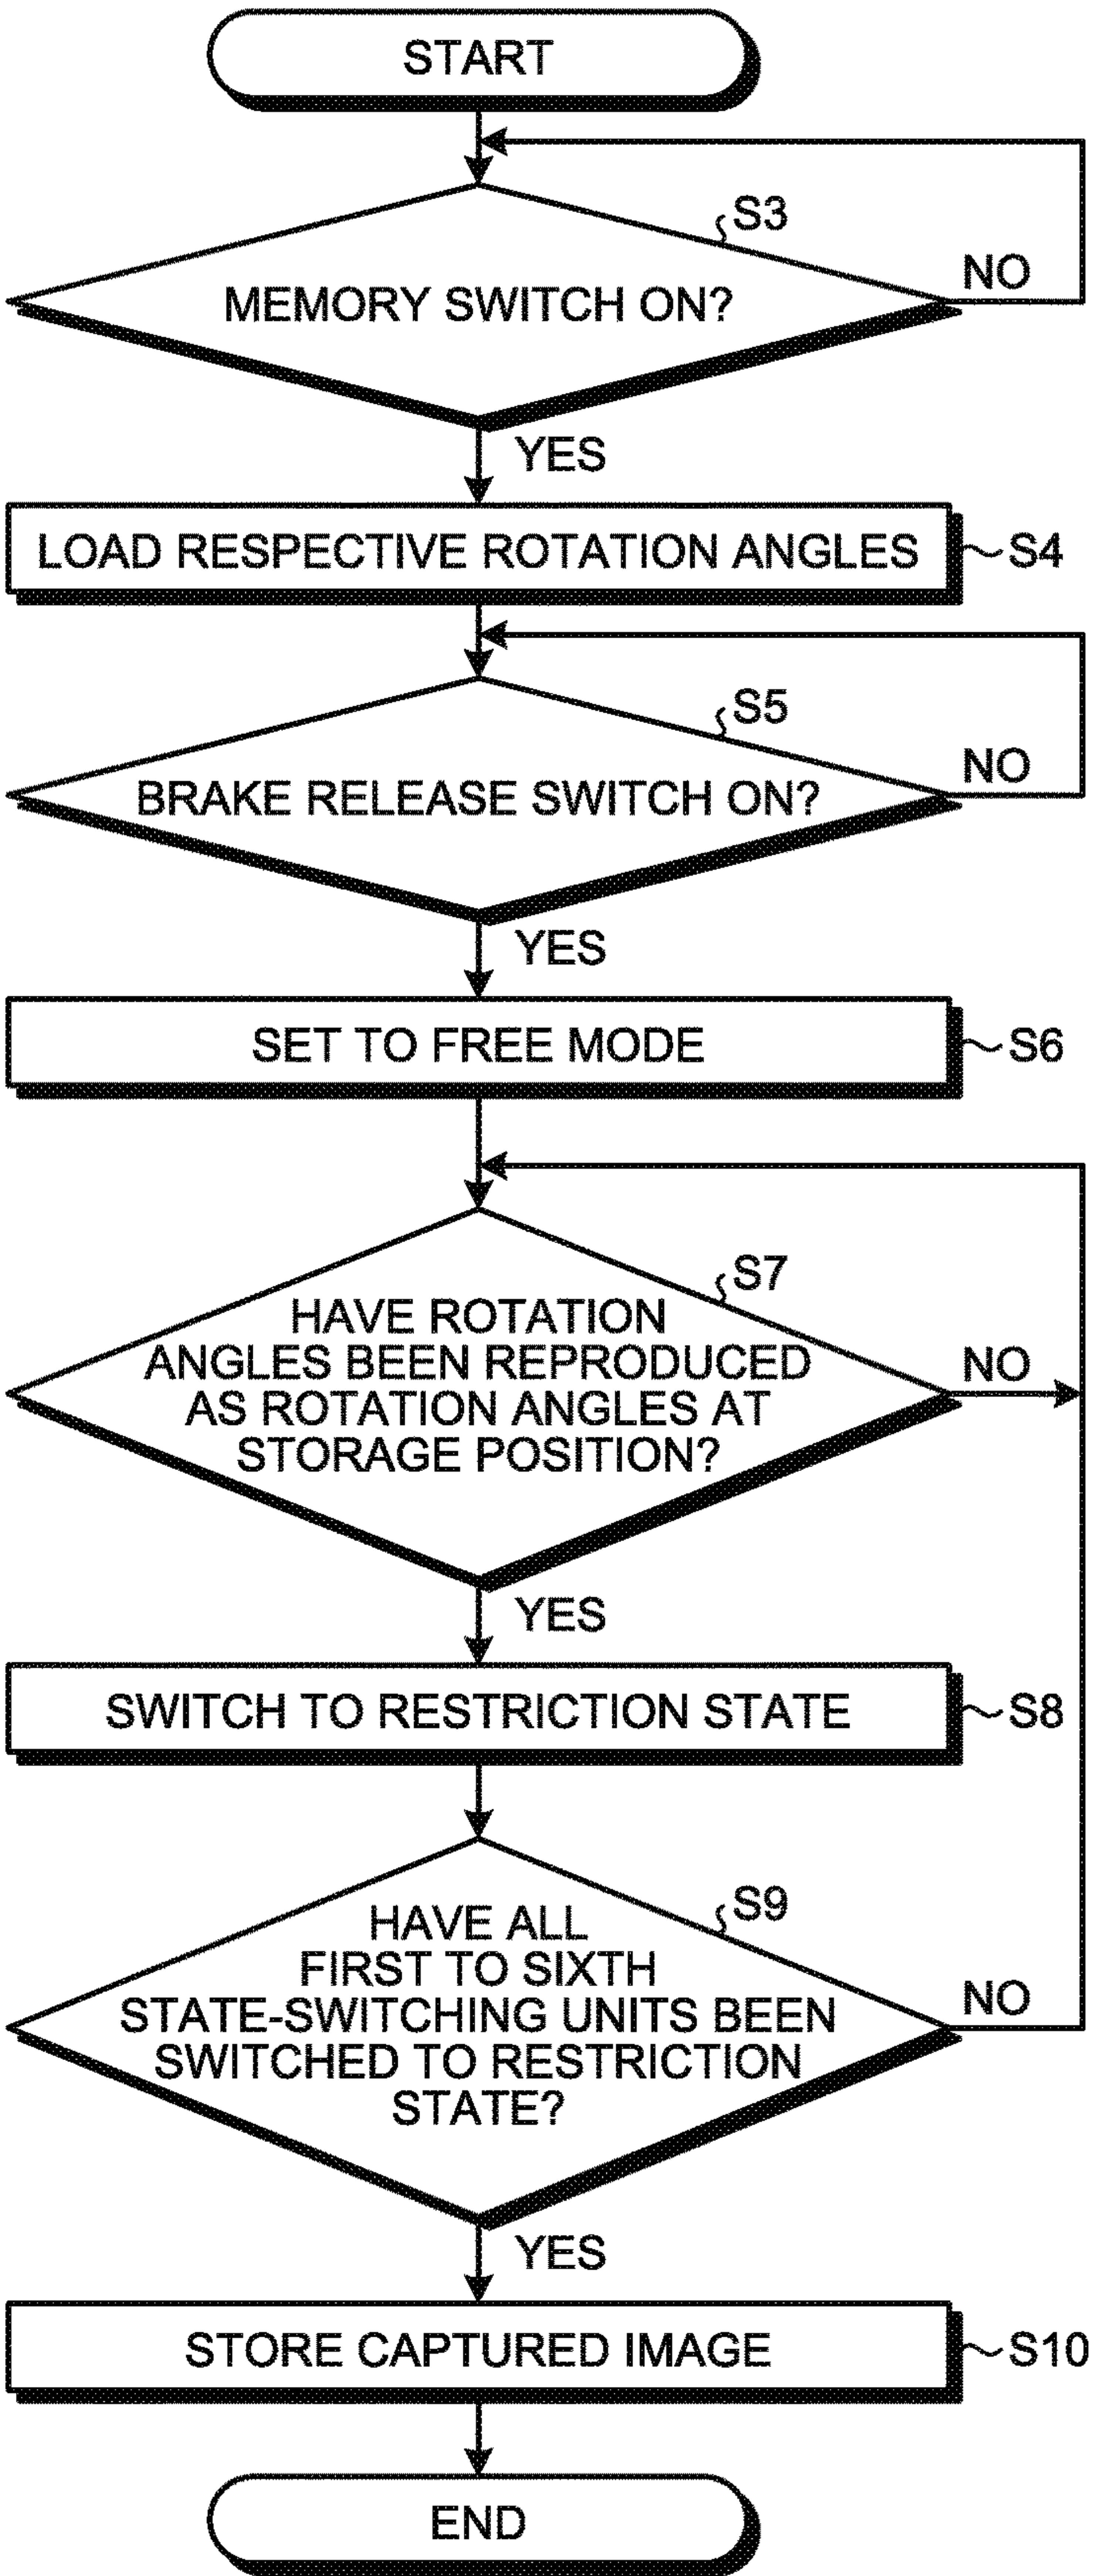 START
S3
MEMORY SWITCH ON?
NO
YES
LOAD RESPECTIVE ROTATION ANGLES
S4
S5
BRAKE RELEASE SWITCH ON?
NO
YES
SET TO FREE MODE
S6
S7
HAVE ROTATION
ANGLES BEEN REPRODUCED
AS ROTATION ANGLES AT
STORAGE POSITION?
NO
YES
SWITCH TO RESTRICTION STATE
S8
S9
HAVE ALL
FIRST TO SIXTH
STATE-SWITCHING UNITS BEEN
SWITCHED TO RESTRICTION
STATE?
NO
YES
STORE CAPTURED IMAGE
S10
END